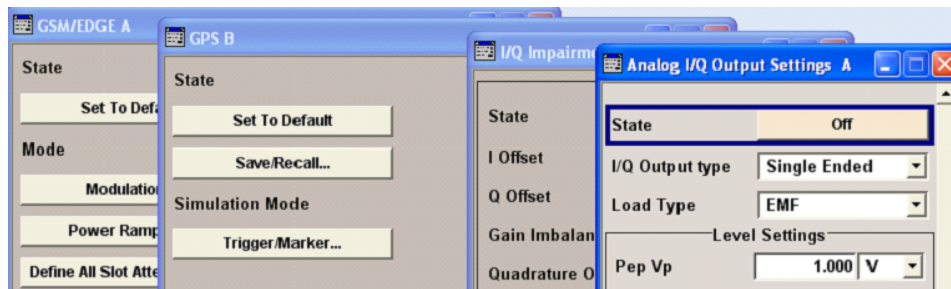 GSM/EDGE A
State
Set To Defa
Mode
Modulation
Power Ramp
Define All Slot Atte
GPS B
State
Set To Default
Save/Recall...
Simulation Mode
Trigger/Marker...
I/Q Impairme
State
I Offset
Q Offset
Gain Imbalan
Quadrature O
Analog I/Q Output Settings A
State Off
I/Q Output type Single Ended
Load Type EMF
Level Settings
Pep Vp 1.000 V